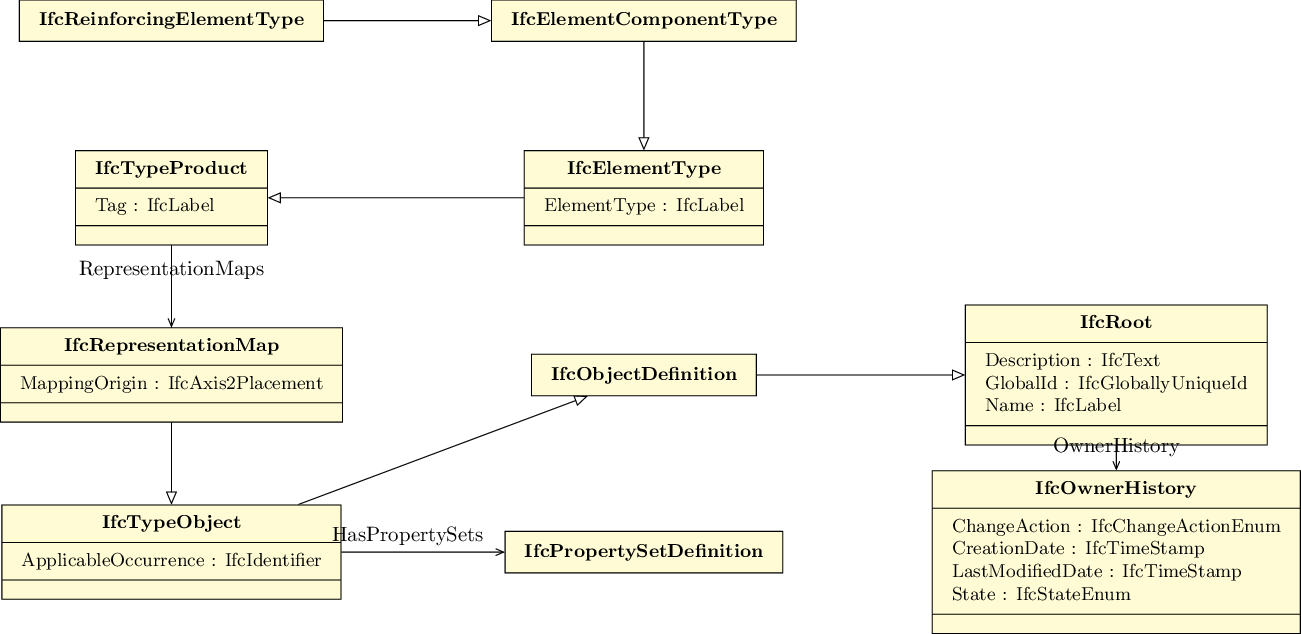 IfcReinforcingElementType
IfcElementComponentType
IfcTypeProduct
Tag : IfcLabel
IfcElementType
ElementType : IfcLabel
RepresentationMaps
IfcRepresentationMap
MappingOrigin : IfcAxis2Placement
IfcObjectDefinition
IfcRoot
Description : IfcText
GlobalId : IfcGloballyUniqueId
Name : IfcLabel
OwnerHistory
IfcTypeObject
ApplicableOccurrence : IfcIdentifier
HasPropertySets
IfcPropertySetDefinition
IfcOwnerHistory
ChangeAction : IfcChangeActionEnum
CreationDate : IfcTimeStamp
LastModifiedDate : IfcTimeStamp
State : IfcStateEnum